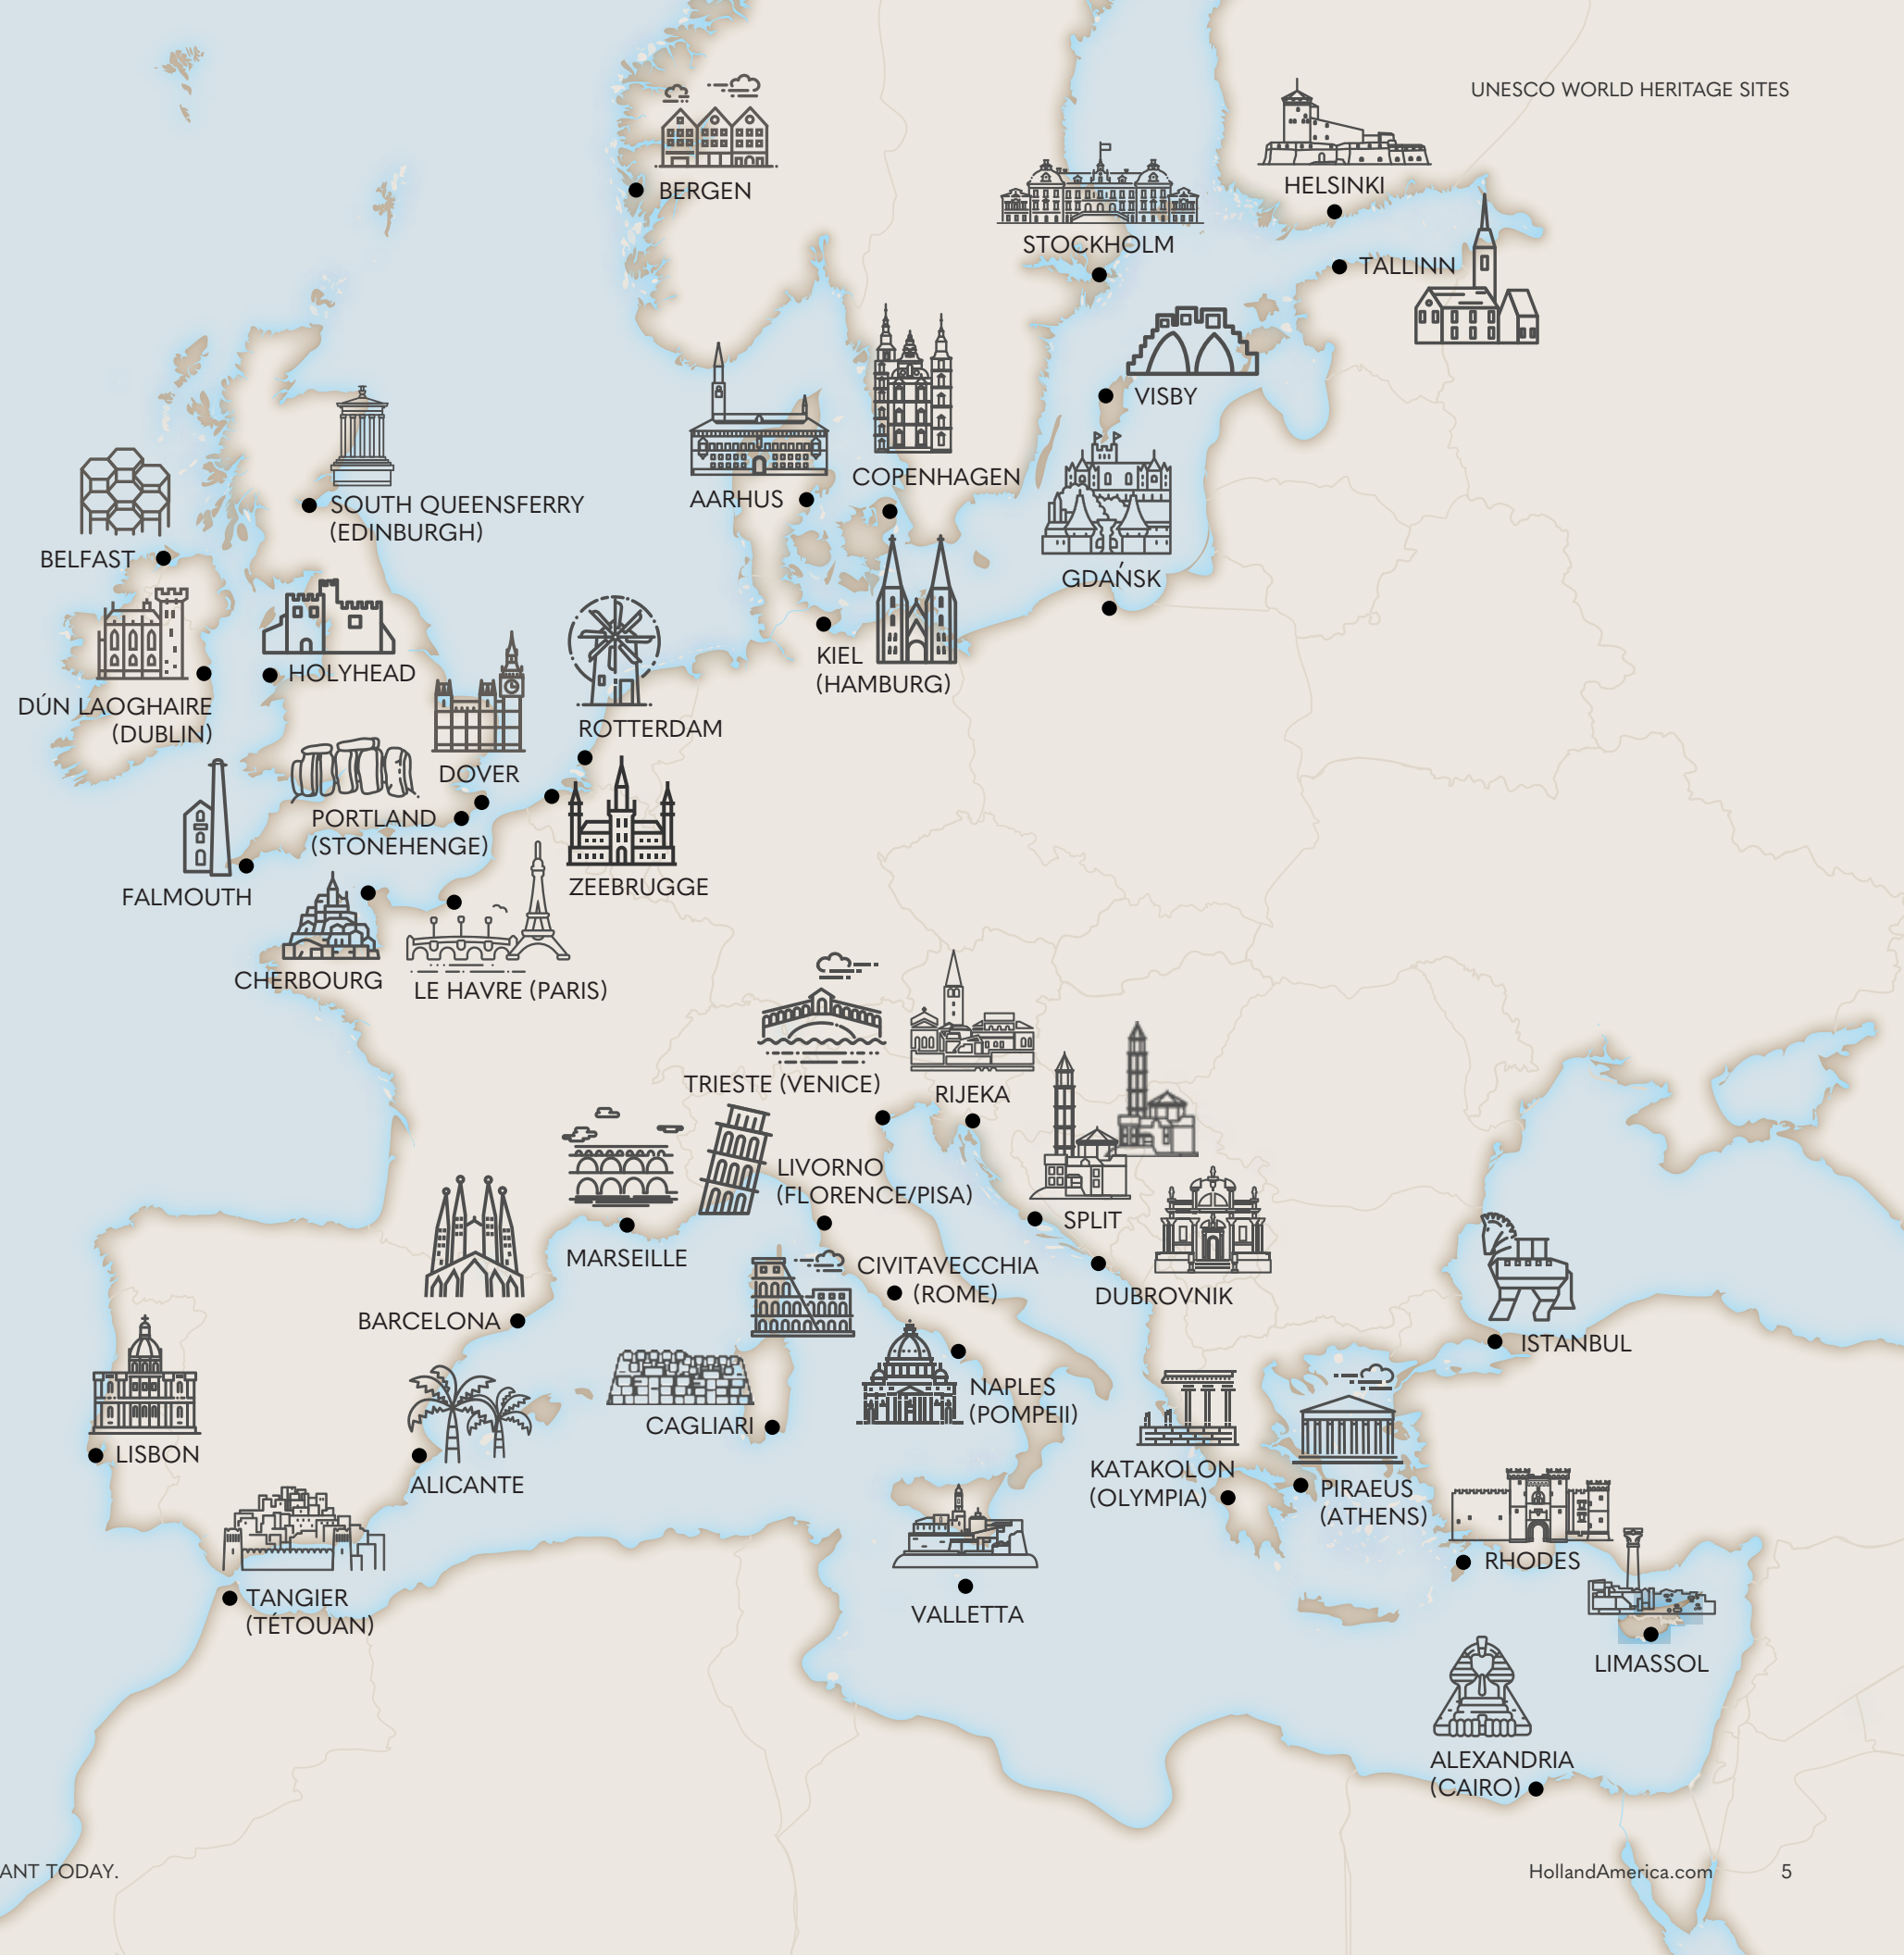 UNESCO WORLD HERITAGE SITES
BERGEN
HELSINKI
STOCKHOLM
TALLINN
VISBY
COPENHAGEN
AARHUS
SOUTH QUEENSFERRY
(EDINBURGH)
BELFAST
GDAŃSK
KIEL
(HAMBURG)
HOLYHEAD
DÚN LAOGHAIRE
(DUBLIN)
ROTTERDAM
DOVER
PORTLAND
(STONEHENGE)
ZEEBRUGGE
FALMOUTH
CHERBOURG
LE HAVRE (PARIS)
TRIESTE (VENICE)
RIJEKA
LIVORNO
(FLORENCE/PISA)
SPLIT
MARSEILLE
CIVITAVECCHIA
(ROME)
DUBROVNIK
BARCELONA
ISTANBUL
NAPLES
(POMPEII)
CAGLIARI
LISBON
ALICANTE
KATAKOLON
(OLYMPIA)
PIRAEUS
(ATHENS)
RHODES
TANGIER
(TÉTOUAN)
VALLETTA
LIMASSOL
ALEXANDRIA
(CAIRO)
ANT TODAY.
HollandAmerica.com 5